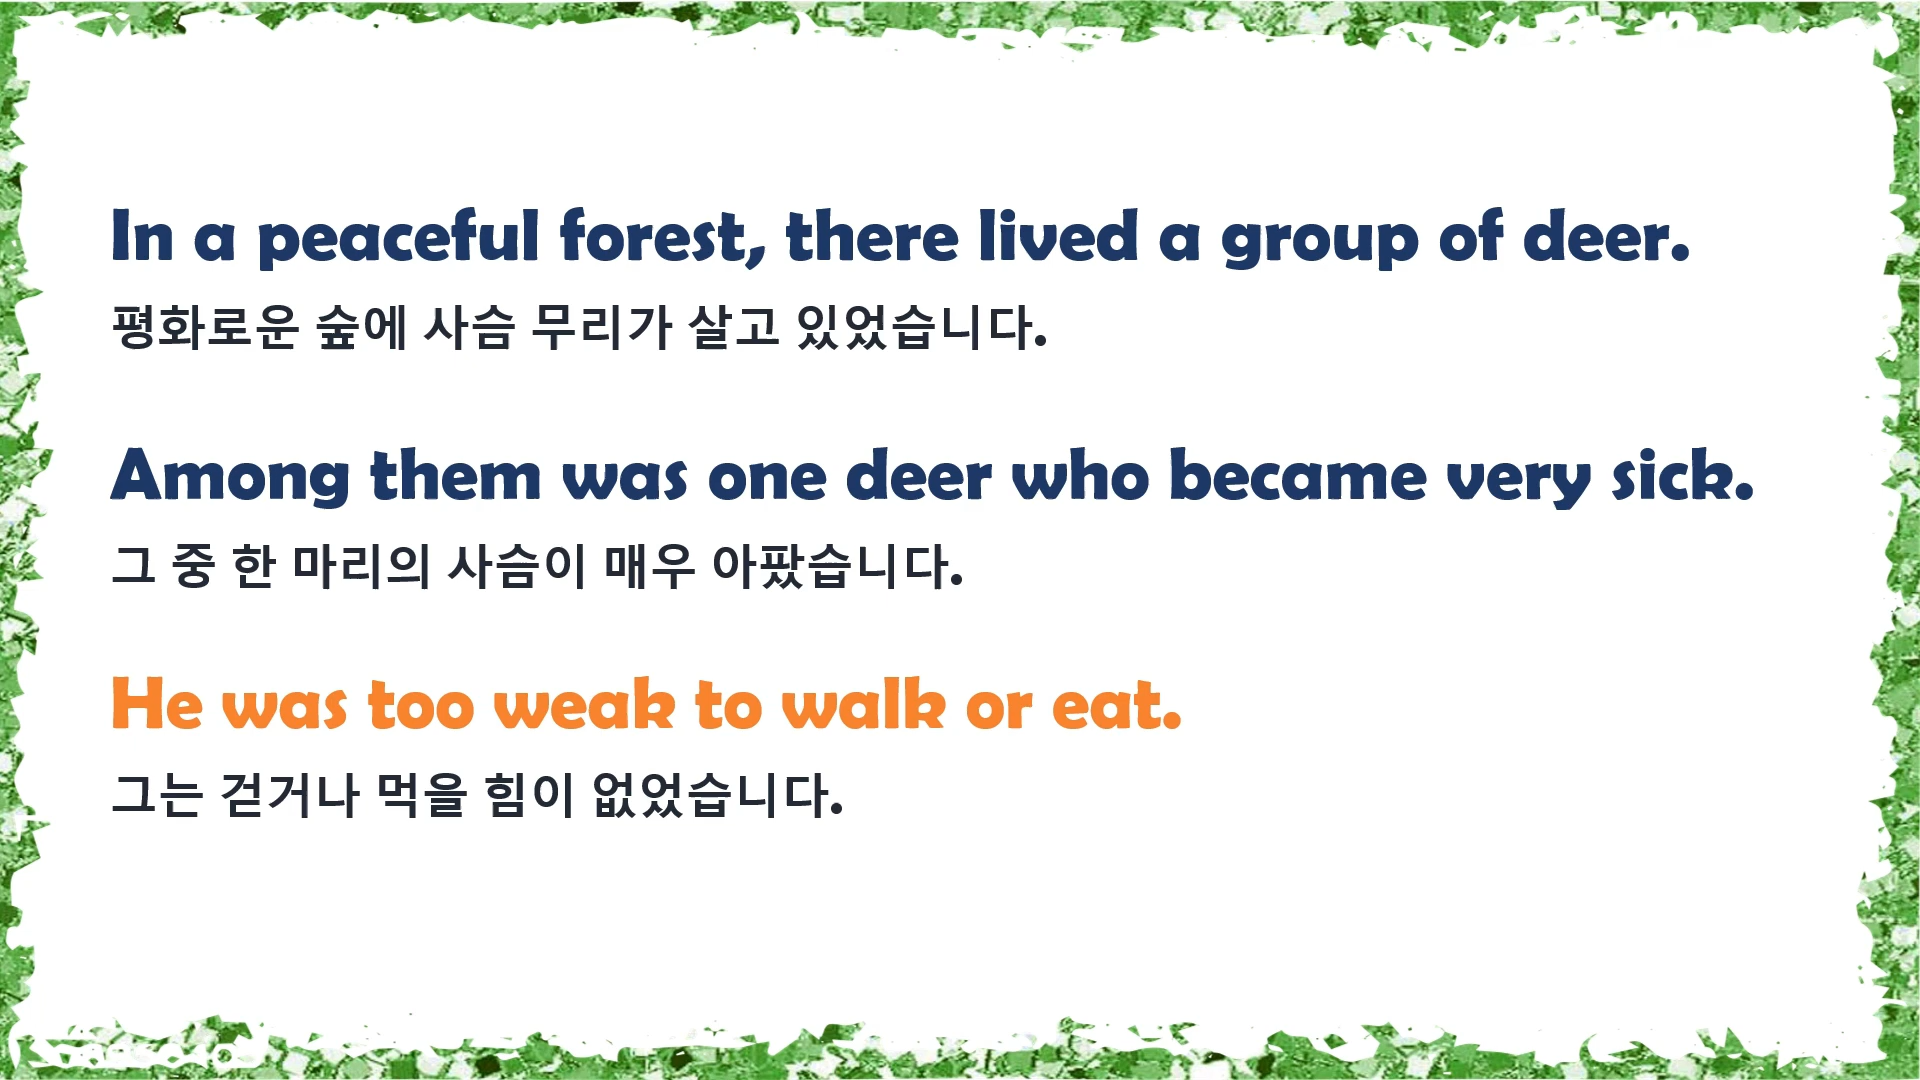 In a peaceful forest, there lived a group of deer.
평화로운 숲에 사슴 무리가 살고 있었습니다.
Among them was one deer who became very sick.
그 중 한 마리의 사슴이 매우 아팠습니다.
He was too weak to walk or eat.
그는 걷거나 먹을 힘이 없었습니다.